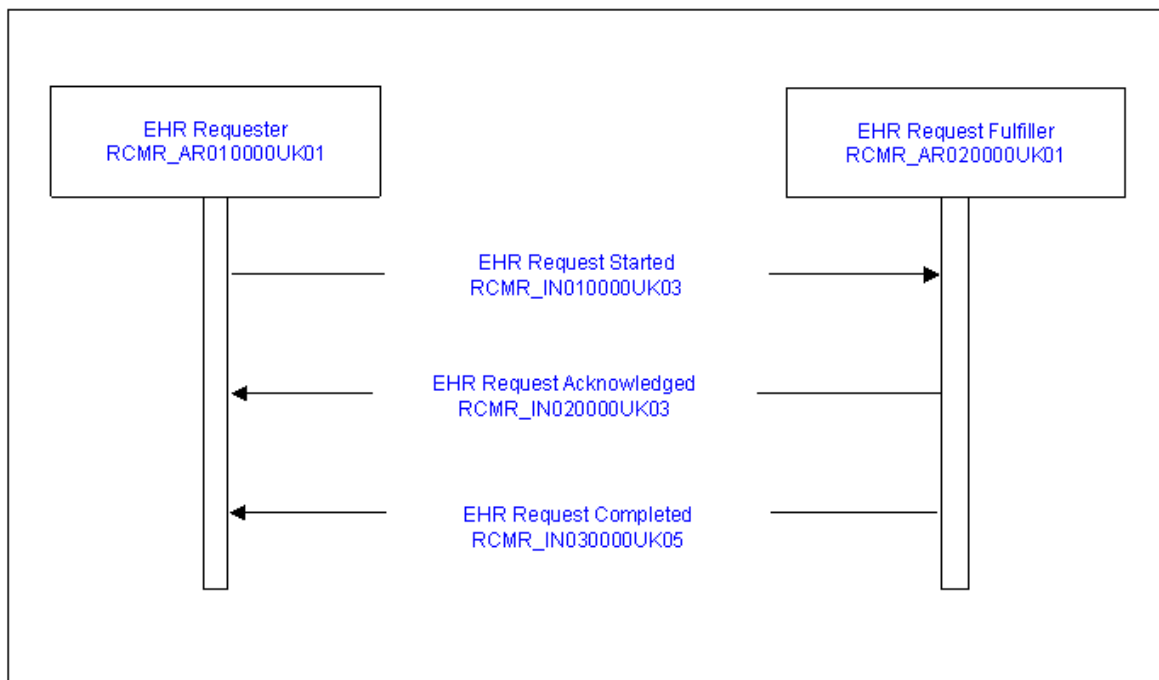 EHR Requester
RCMR_AR010000UK01
EHR Request Fulfiller
RCMR_AR020000UK01
EHR Request Started
RCMR_IN010000UK03
EHR Request Acknowledged
RCMR_IN020000UK03
EHR Request Completed
RCMR_IN030000UK05